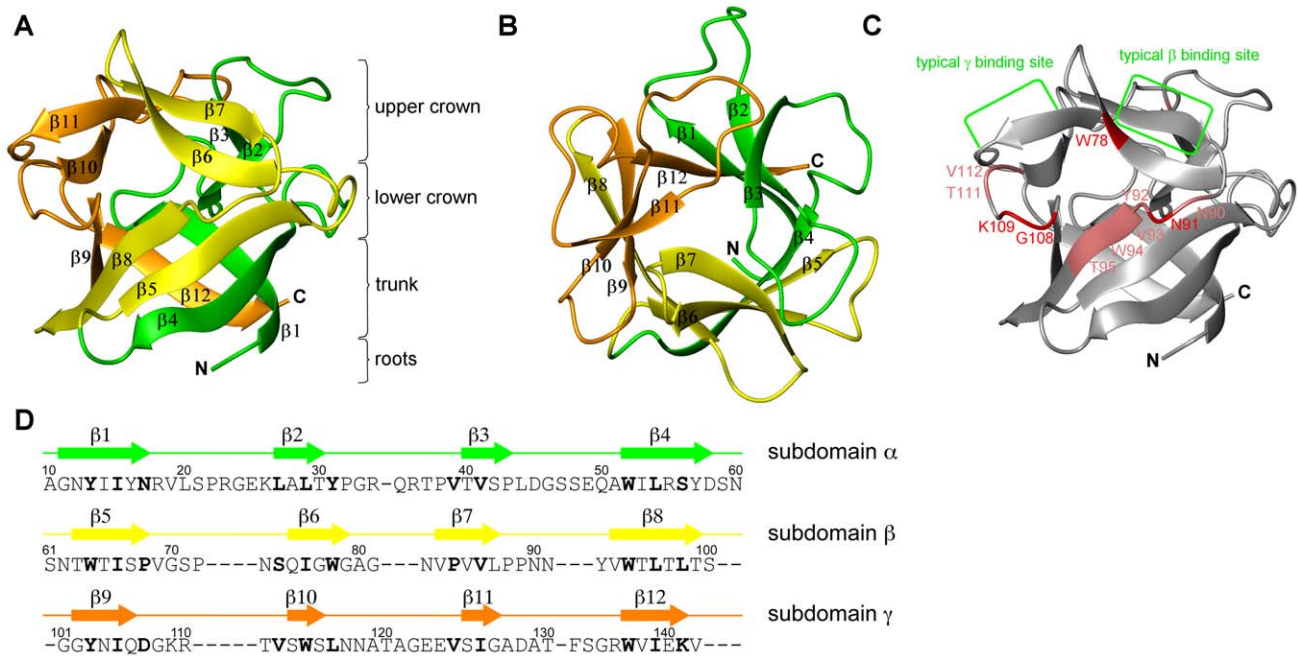 A
B
C
β11
β10
β7
β3
β6
β2
β9
β8
β5
β12
β4
β1
N
C
upper crown
lower crown
trunk
roots
β2
β1
β8
β12
β11
β3
C
N
β4
β10
β7
β5
β9
β6
typical γ binding site
typical β binding site
W78
V112
T111
Y92
N90
K109
N91
G108
V93
W94
T95
C
N
D
β1 β2 β3 β4
subdomain α
10 20 30 40 50 60
AGNYIIYNRVLSPRGEKLALTYPGR-QRTPVTVSPLDGSSEQAWILRSYDSN
β5 β6 β7 β8
subdomain β
61 70 80 90 100
SNTWTISPVGSP----NSQIGWGAG---NVPVVLPPNN---YVWTLTLTS--
β9 β10 β11 β12
subdomain γ
101 110 120 130 140
-GGYNIQDGKR-----TVSWSLNNATAGEEVSIGADAT-FSGRWVIEKV---